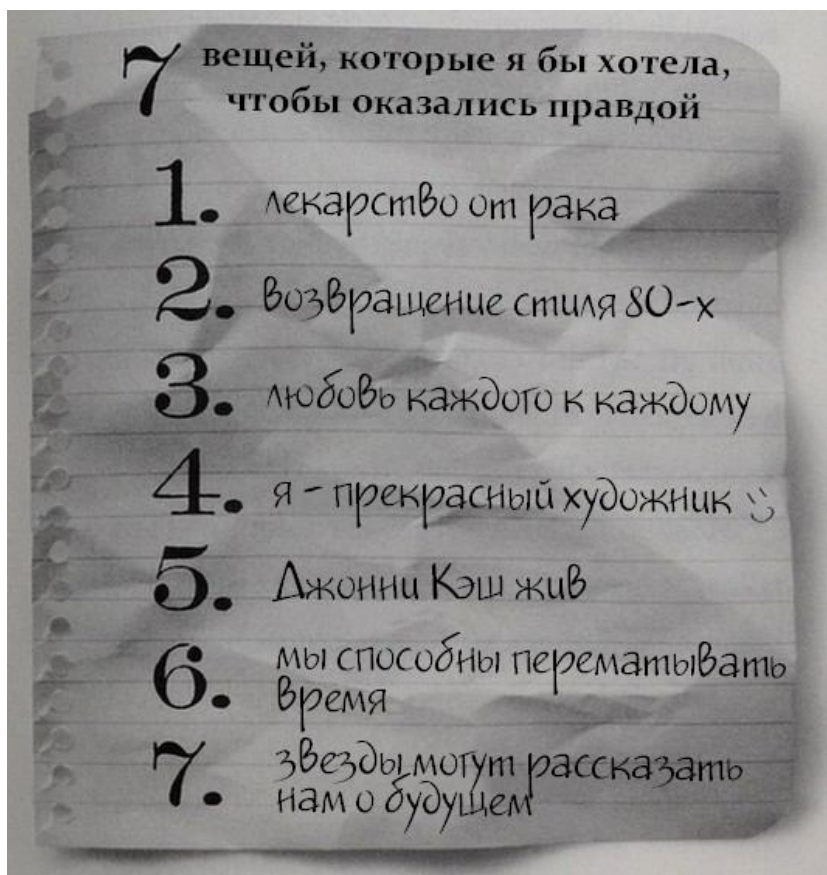 7 вещей, которые я бы хотела,
чтобы оказались правдой
1. лекарство от рака
2. возвращение стиля 80-х
3. любовь каждого к каждому
4. я - прекрасный художник :)
5. Джонни Кэш жив
6. мы способны перематывать
время
7. звезды могут рассказать
нам о будущем